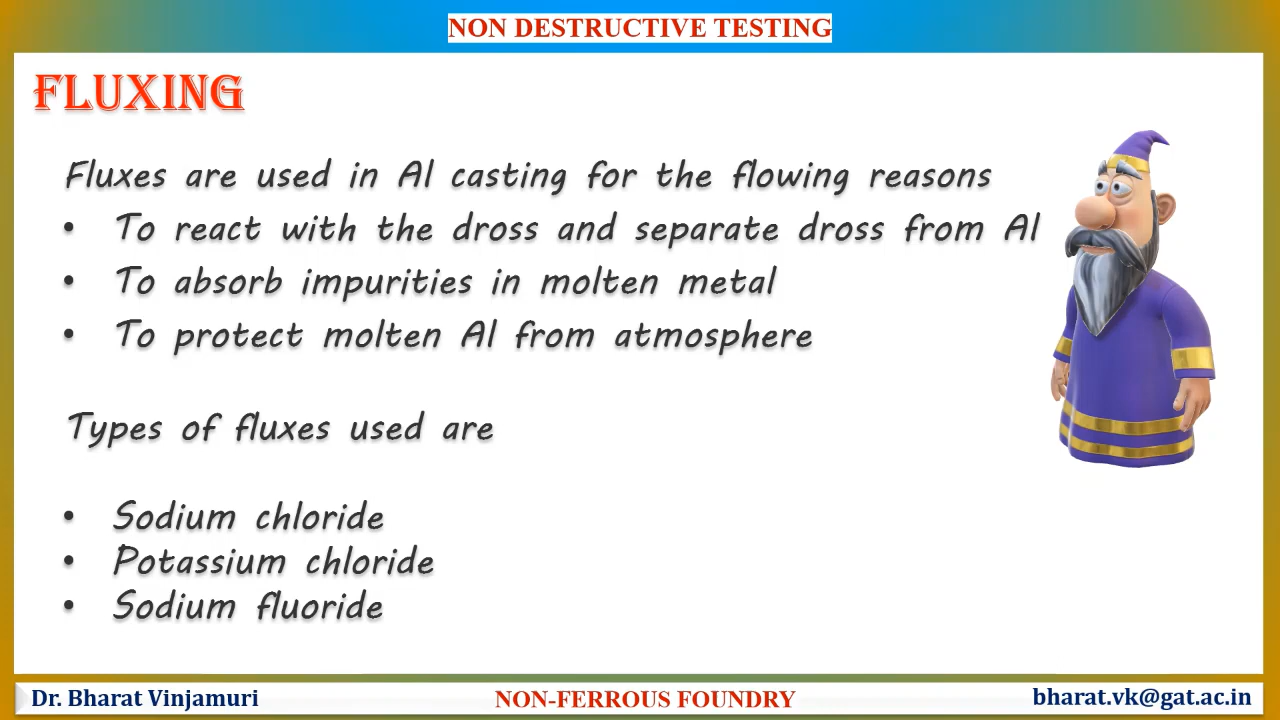 NON DESTRUCTIVE TESTING
FLUXING
Fluxes are used in Al casting for the flowing reasons
• To react with the dross and separate dross from Al
• To absorb impurities in molten metal
• To protect molten Al from atmosphere
Types of fluxes used are
• Sodium chloride
• Potassium chloride
• Sodium fluoride
Dr. Bharat Vinjamuri
NON-FERROUS FOUNDRY
bharat.vk@gat.ac.in